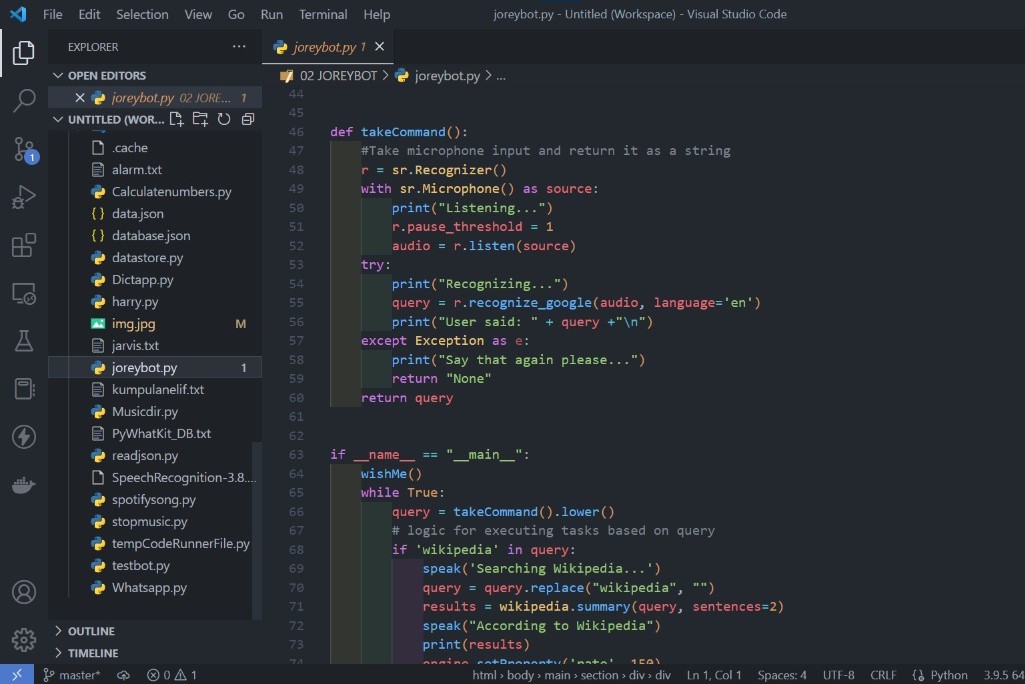 File Edit Selection View Go Run Terminal Help joreybot.py - Untitled (Workspace) - Visual Studio Code
EXPLORER ...
joreybot.py 1
OPEN EDITORS
joreybot.py 02 JORE... 1
UNTITLED (WOR...
1
.cache
alarm.txt
Calculatenumbers.py
{ } data.json
{ } database.json
datastore.py
Dictapp.py
harry.py
img.jpg M
jarvis.txt
joreybot.py 1
kumpulanelif.txt
Musicdir.py
PyWhatKit_DB.txt
readjson.py
SpeechRecognition-3.8....
spotifysong.py
stopmusic.py
tempCodeRunnerFile.py
testbot.py
Whatsapp.py
OUTLINE
TIMELINE
02 JOREYBOT > joreybot.py > ...
44
45
46 def takeCommand():
47 #Take microphone input and return it as a string
48 r = sr.Recognizer()
49 with sr.Microphone() as source:
50 print("Listening...")
51 r.pause_threshold = 1
52 audio = r.listen(source)
53 try:
54 print("Recognizing...")
55 query = r.recognize_google(audio, language='en')
56 print("User said: " + query +"\n")
57 except Exception as e:
58 print("Say that again please...")
59 return "None"
60 return query
61
62
63 if __name__ == "__main__":
64 wishMe()
65 while True:
66 query = takeCommand().lower()
67 # logic for executing tasks based on query
68 if 'wikipedia' in query:
69 speak('Searching Wikipedia...')
70 query = query.replace("wikipedia", "")
71 results = wikipedia.summary(query, sentences=2)
72 speak("According to Wikipedia")
73 print(results)
74 engine.setProperty('rate', 150)
master* 0 1 html › body › main › section › div › div Ln 1, Col 1 Spaces: 4 UTF-8 CRLF Python 3.9.5 64